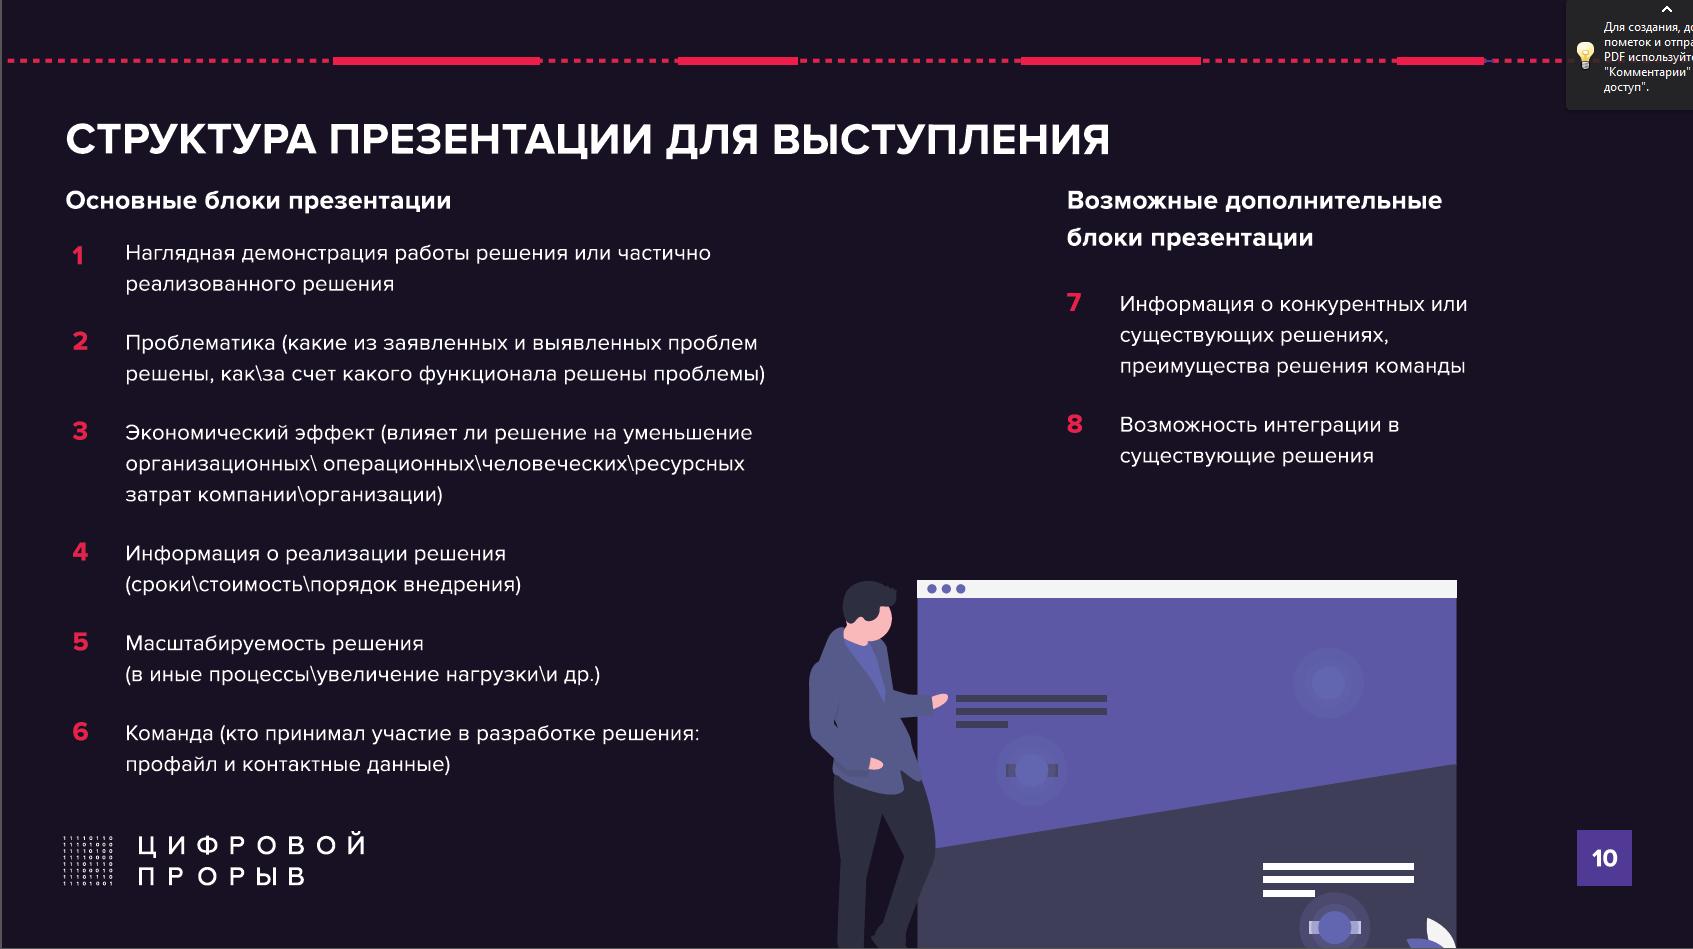 СТРУКТУРА ПРЕЗЕНТАЦИИ ДЛЯ ВЫСТУПЛЕНИЯ
Основные блоки презентации
1 Наглядная демонстрация работы решения или частично
реализованного решения
2 Проблематика (какие из заявленных и выявленных проблем
решены, как\за счет какого функционала решены проблемы)
3 Экономический эффект (влияет ли решение на уменьшение
организационных\ операционных\человеческих\ресурсных
затрат компании\организации)
4 Информация о реализации решения
(сроки\стоимость\порядок внедрения)
5 Масштабируемость решения
(в иные процессы\увеличение нагрузки\и др.)
6 Команда (кто принимал участие в разработке решения:
профайл и контактные данные)
Возможные дополнительные
блоки презентации
7 Информация о конкурентных или
существующих решениях,
преимущества решения команды
8 Возможность интеграции в
существующие решения
ЦИФРОВОЙ
ПРОРЫВ
10
Для создания,
пометок и
PDF
"Комментарии"
доступ".